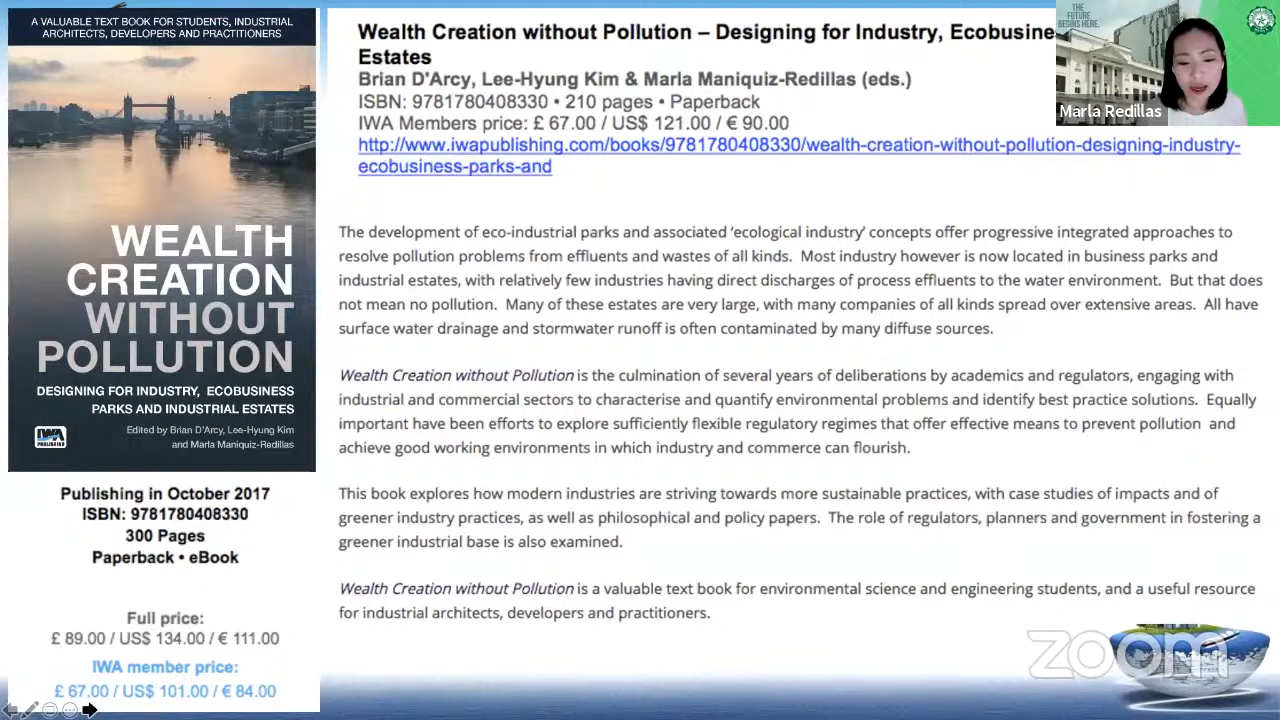 A VALUABLE TEXT BOOK FOR STUDENTS, INDUSTRIAL
ARCHITECTS, DEVELOPERS AND PRACTITIONERS
WEALTH
CREATION
WITHOUT
POLLUTION
DESIGNING FOR INDUSTRY, ECOBUSINESS
PARKS AND INDUSTRIAL ESTATES
Edited by Brian D'Arcy, Lee-Hyung Kim
and Marla Maniquiz-Redillas
IWA
PUBLISHING
Publishing in October 2017
ISBN: 9781780408330
300 Pages
Paperback • eBook
Full price:
£ 89.00 / US$ 134.00 / € 111.00
IWA member price:
£ 67.00 / US$ 101.00 / € 84.00
Wealth Creation without Pollution – Designing for Industry, Ecobusine
Estates
Brian D'Arcy, Lee-Hyung Kim & Marla Maniquiz-Redillas (eds.)
ISBN: 9781780408330 • 210 pages • Paperback
IWA Members price: £ 67.00 / US$ 121.00 / € 90.00
http://www.iwapublishing.com/books/9781780408330/wealth-creation-without-pollution-designing-industry-
ecobusiness-parks-and
The development of eco-industrial parks and associated ‘ecological industry’ concepts offer progressive integrated approaches to
resolve pollution problems from effluents and wastes of all kinds. Most industry however is now located in business parks and
industrial estates, with relatively few industries having direct discharges of process effluents to the water environment. But that does
not mean no pollution. Many of these estates are very large, with many companies of all kinds spread over extensive areas. All have
surface water drainage and stormwater runoff is often contaminated by many diffuse sources.
Wealth Creation without Pollution is the culmination of several years of deliberations by academics and regulators, engaging with
industrial and commercial sectors to characterise and quantify environmental problems and identify best practice solutions. Equally
important have been efforts to explore sufficiently flexible regulatory regimes that offer effective means to prevent pollution and
achieve good working environments in which industry and commerce can flourish.
This book explores how modern industries are striving towards more sustainable practices, with case studies of impacts and of
greener industry practices, as well as philosophical and policy papers. The role of regulators, planners and government in fostering a
greener industrial base is also examined.
Wealth Creation without Pollution is a valuable text book for environmental science and engineering students, and a useful resource
for industrial architects, developers and practitioners.
THE
FUTURE
BEGINS HERE.
Marla Redillas
zoom